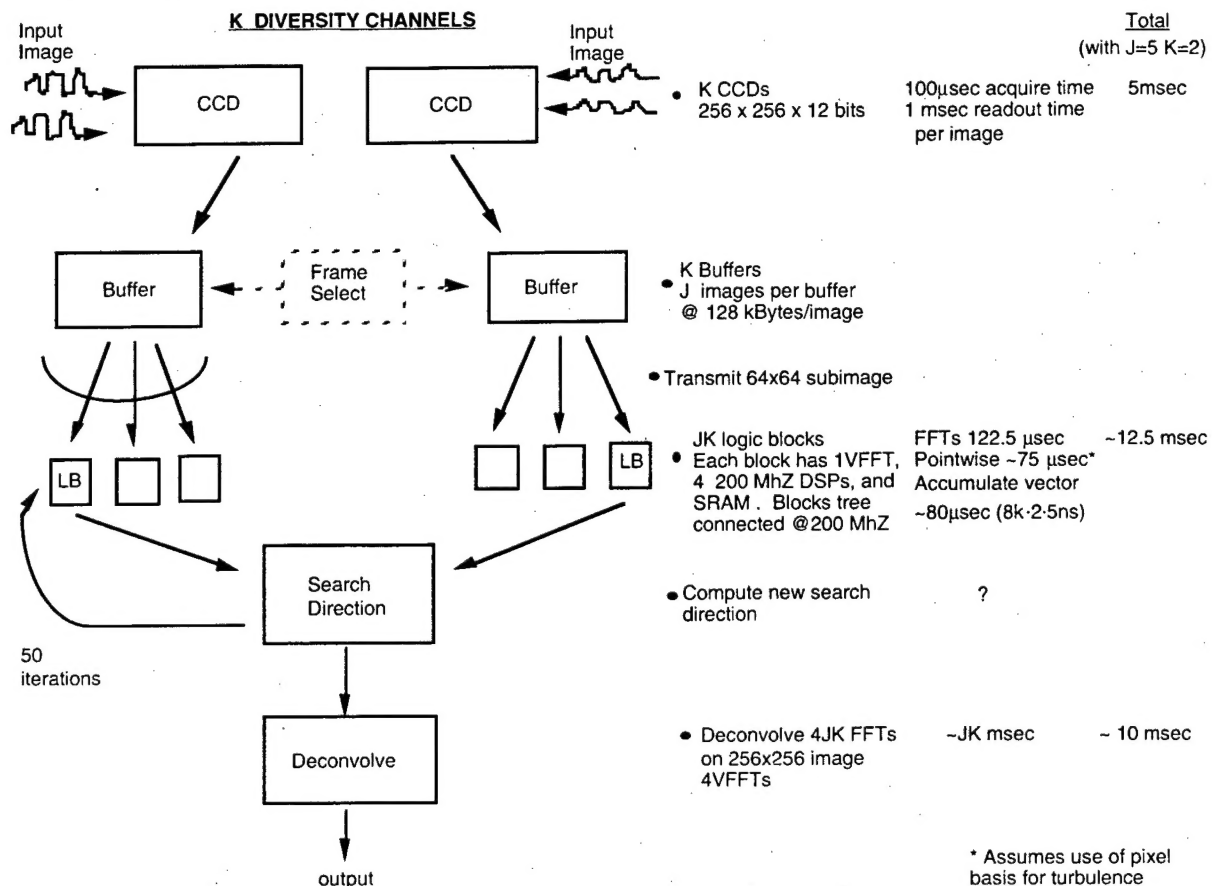 K DIVERSITY CHANNELS
Total
(with J=5 K=2)
Input
Image
Input
Image
CCD
CCD
• K CCDs
256 x 256 x 12 bits
100µsec acquire time
1 msec readout time
per image
5msec
Buffer
Frame
Select
Buffer
• K Buffers
J images per buffer
@ 128 kBytes/image
• Transmit 64x64 subimage
LB
LB
• JK logic blocks
Each block has 1VFFT,
4 200 MhZ DSPs, and
SRAM . Blocks tree
connected @200 MhZ
FFTs 122.5 µsec
Pointwise ~75 µsec*
Accumulate vector
~80µsec (8k·2·5ns)
~12.5 msec
Search
Direction
• Compute new search
direction
?
50
iterations
Deconvolve
• Deconvolve 4JK FFTs
on 256x256 image
4VFFTs
~JK msec
~ 10 msec
output
* Assumes use of pixel
basis for turbulence